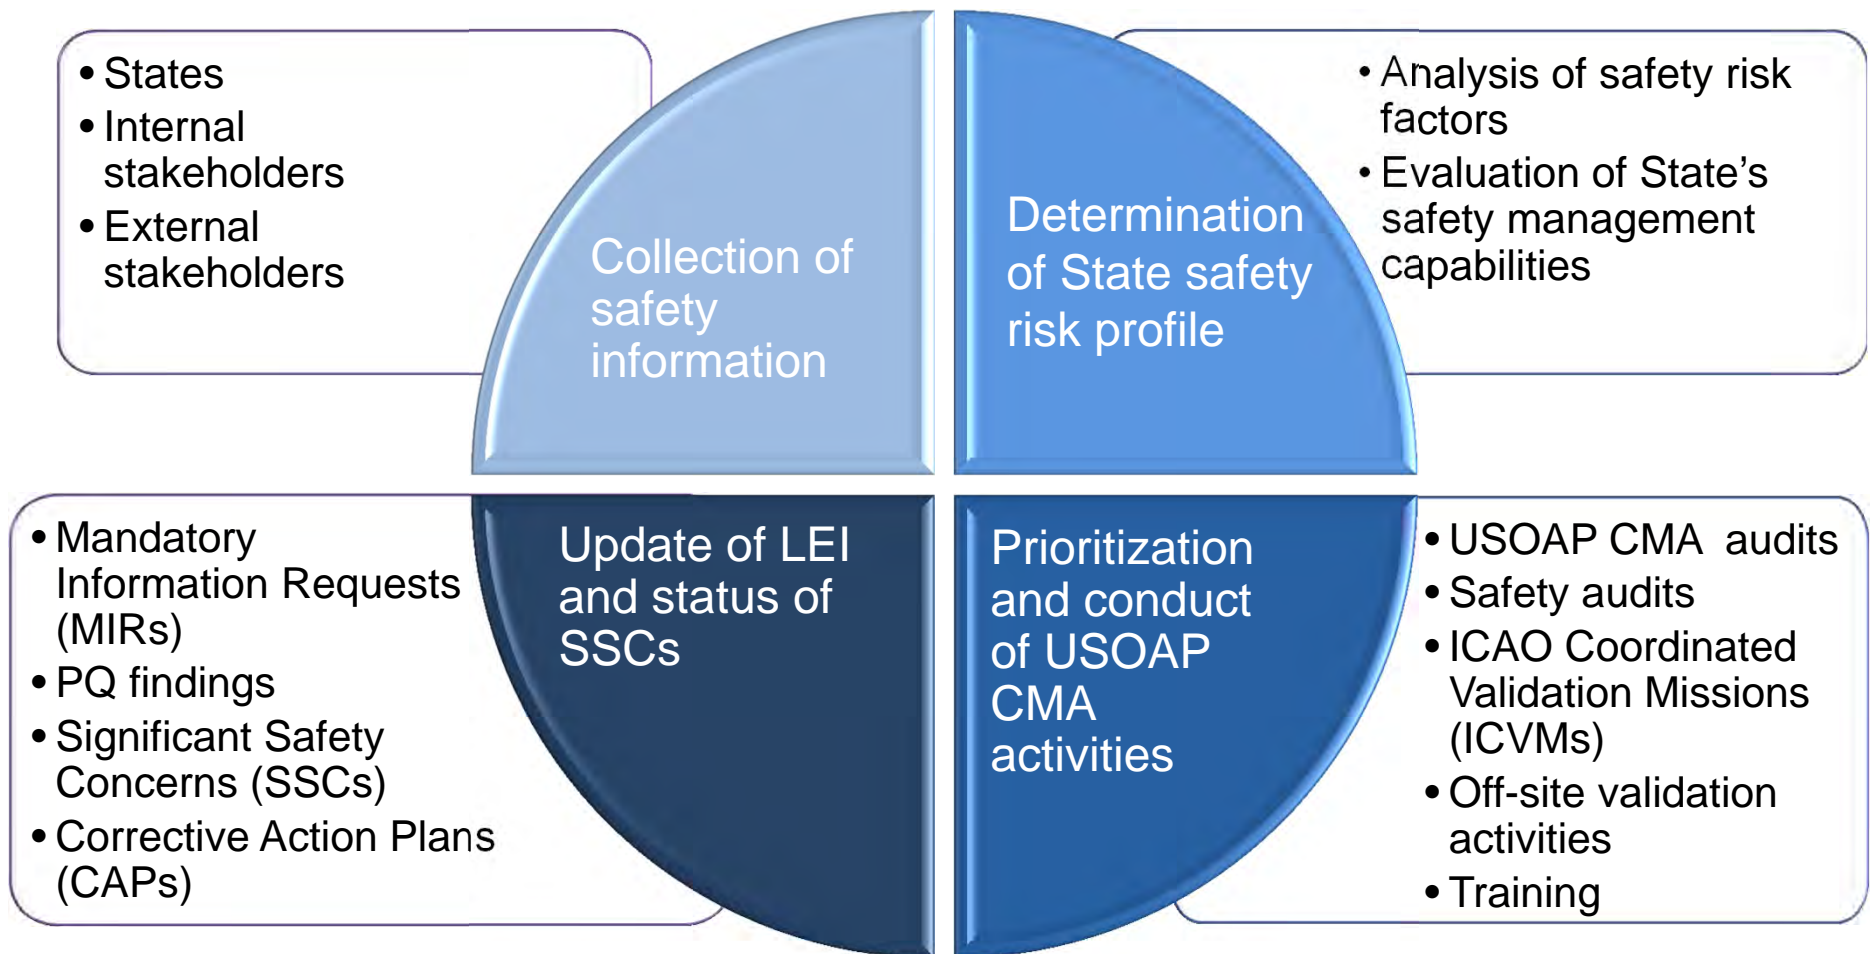 • States
• Internal
stakeholders
• External
stakeholders
Collection of
safety
information
Determination
of State safety
risk profile
• Analysis of safety risk
factors
• Evaluation of State’s
safety management
capabilities
• Mandatory
Information Requests
(MIRs)
• PQ findings
• Significant Safety
Concerns (SSCs)
• Corrective Action Plans
(CAPs)
Update of LEI
and status of
SSCs
Prioritization
and conduct
of USOAP
CMA
activities
• USOAP CMA audits
• Safety audits
• ICAO Coordinated
Validation Missions
(ICVMs)
• Off-site validation
activities
• Training